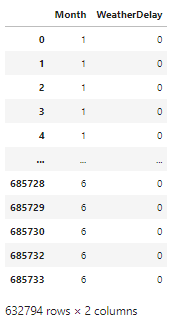 Month WeatherDelay
0 1 0
1 1 0
2 1 0
3 1 0
4 1 0
... ... ...
685728 6 0
685729 6 0
685730 6 0
685732 6 0
685733 6 0
632794 rows × 2 columns